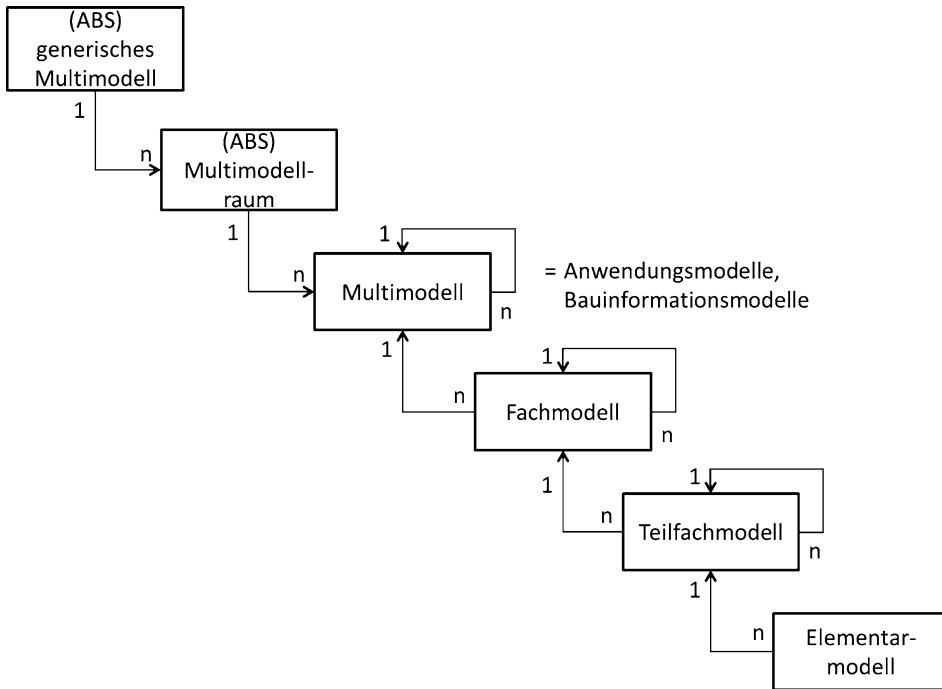 (ABS)
generisches
Multimodell
1
n
(ABS)
Multimodell-
raum
1
n
1
Multimodell
n
= Anwendungsmodelle,
Bauinformationsmodelle
1
n
1
Fachmodell
n
1
n
1
Teilfachmodell
n
1
n
Elementar-
modell